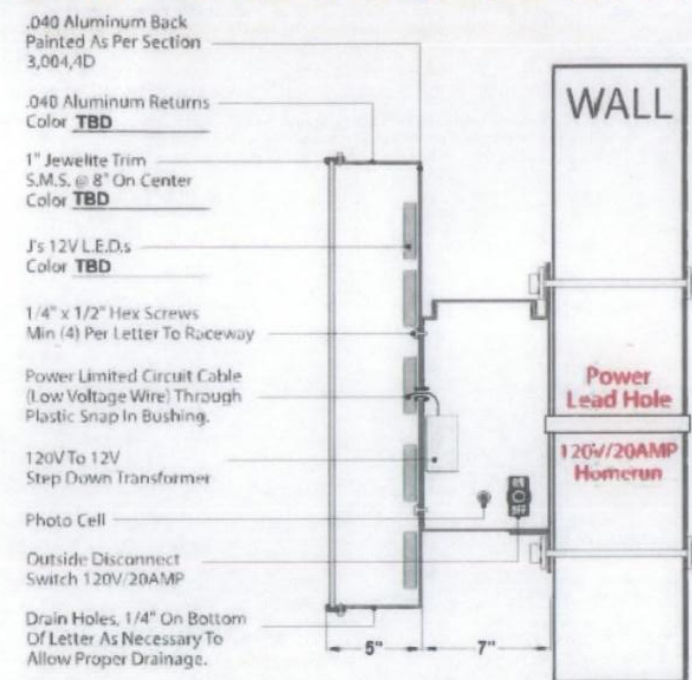 .040 Aluminum Back
Painted As Per Section
3,004,4D
.040 Aluminum Returns
Color TBD
1" Jewelite Trim
S.M.S. @ 8" On Center
Color TBD
J's 12V L.E.D.s
Color TBD
1/4" x 1/2" Hex Screws
Min (4) Per Letter To Raceway
Power Limited Circuit Cable
(Low Voltage Wire) Through
Plastic Snap In Bushing.
120V To 12V
Step Down Transformer
Photo Cell
Outside Disconnect
Switch 120V/20AMP
Drain Holes, 1/4" On Bottom
Of Letter As Necessary To
Allow Proper Drainage.
5"
7"
ON
OFF
WALL
Power
Lead Hole
120V/20AMP
Homerun